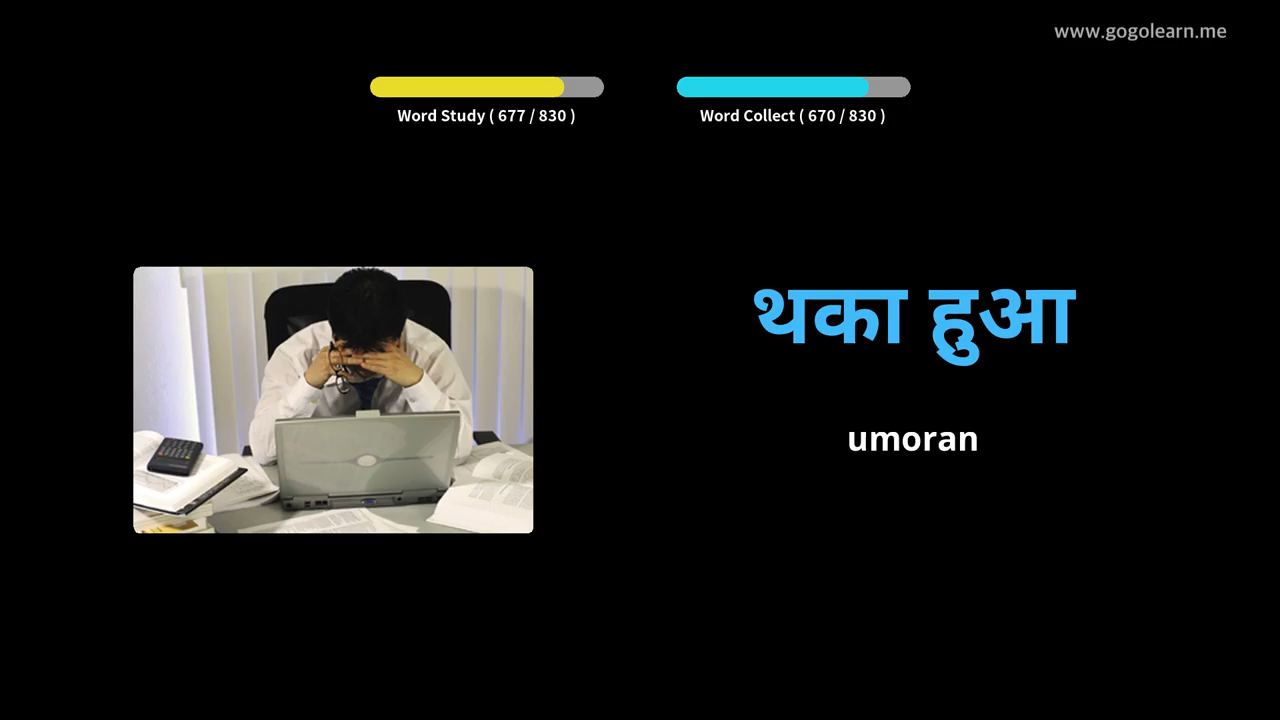 www.gogolearn.me
Word Study ( 677 / 830 )
Word Collect ( 670 / 830 )
थका हुआ
umoran